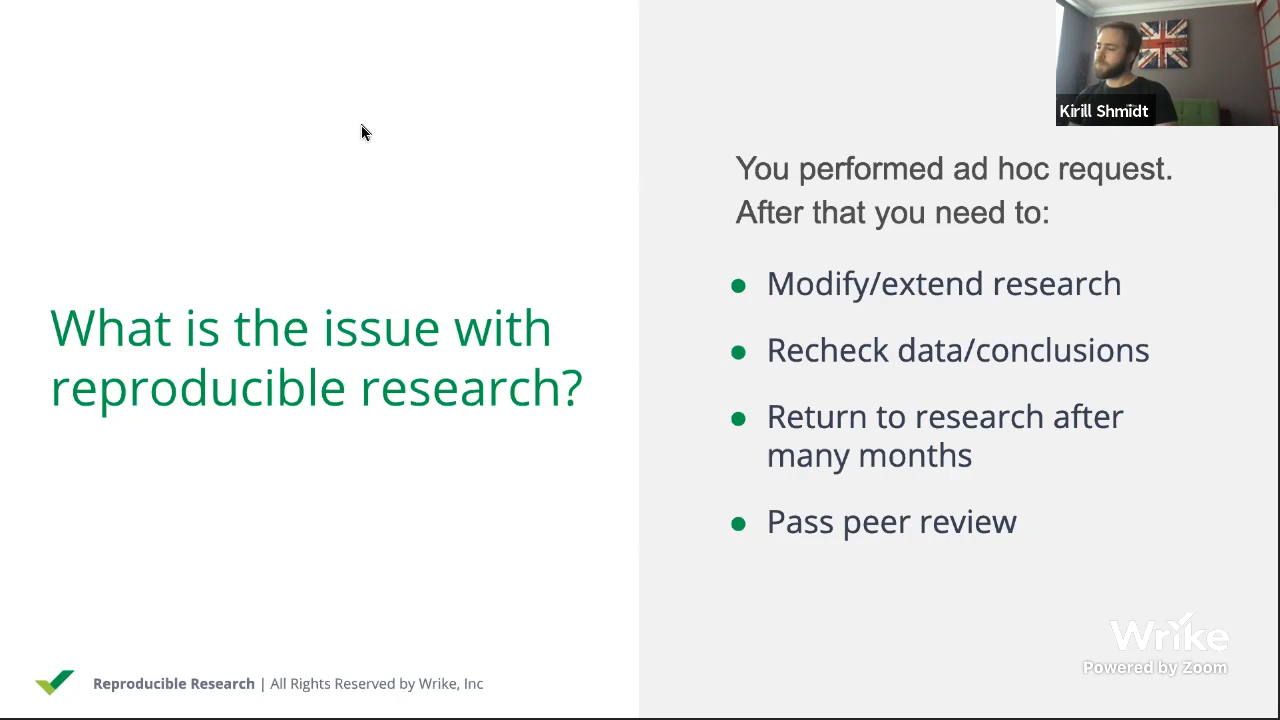 Kirill Shmidt
You performed ad hoc request.
After that you need to:
What is the issue with
reproducible research?
● Modify/extend research
● Recheck data/conclusions
● Return to research after
many months
● Pass peer review
Wrike
Powered by Zoom
Reproducible Research | All Rights Reserved by Wrike, Inc